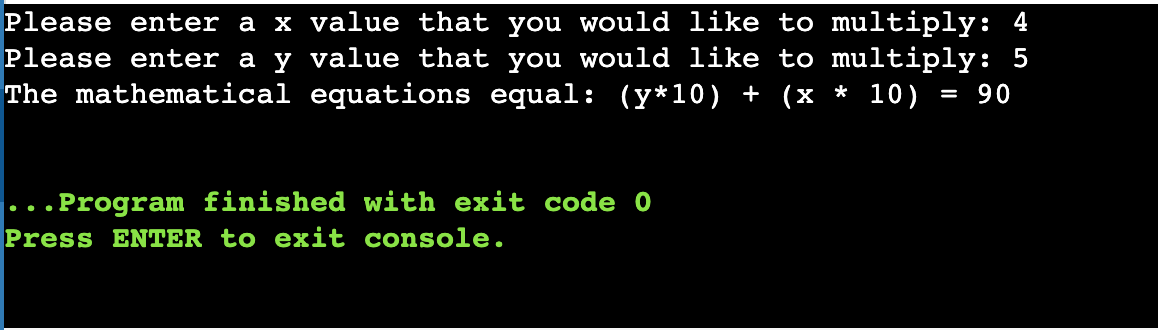 Please enter a x value that you would like to multiply: 4
Please enter a y value that you would like to multiply: 5
The mathematical equations equal: (y*10) + (x * 10) = 90
...Program finished with exit code 0
Press ENTER to exit console.